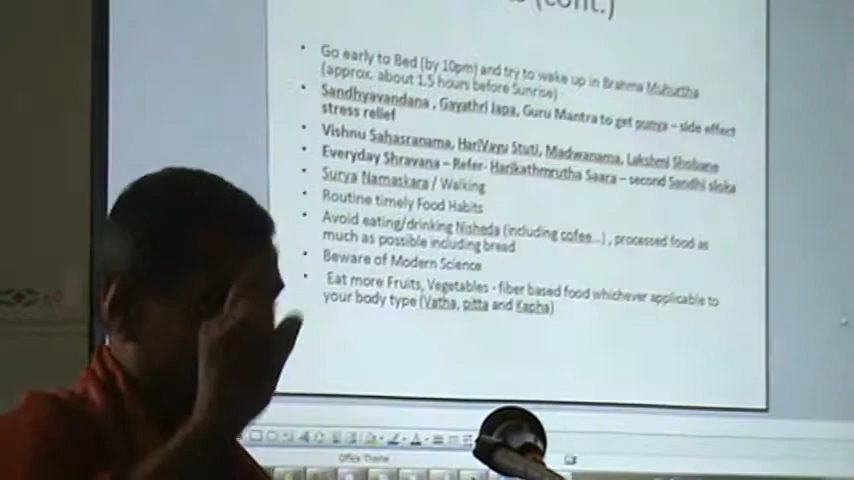 (cont.)
• Go early to Bed (by 10pm) and try to wake up in Brahma Muhurtha
(approx. about 1.5 hours before Sunrise)
• Sandhyavandana , Gayathri Japa, Guru Mantra to get punya – side effect
stress relief
• Vishnu Sahasranama, HariVayu Stuti, Madwanama, Lakshmi Shobane
• Everyday Shravana – Refer- Harikathmrutha Saara – second Sandhi sloka
• Surya Namaskara / Walking
• Routine timely Food Habits
• Avoid eating/drinking Nisheda (including cofee...) , processed food as
much as possible including bread
• Beware of Modern Science
• Eat more Fruits, Vegetables - fiber based food whichever applicable to
your body type (Vatha, pitta and Kapha)
Office Theme